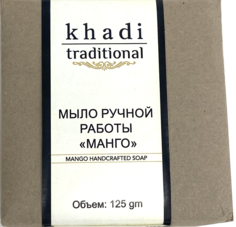 khadi
traditional
МЫЛО РУЧНОЙ
РАБОТЫ
«МАНГО»
MANGO HANDCRAFTED SOAP
Объем: 125 gm